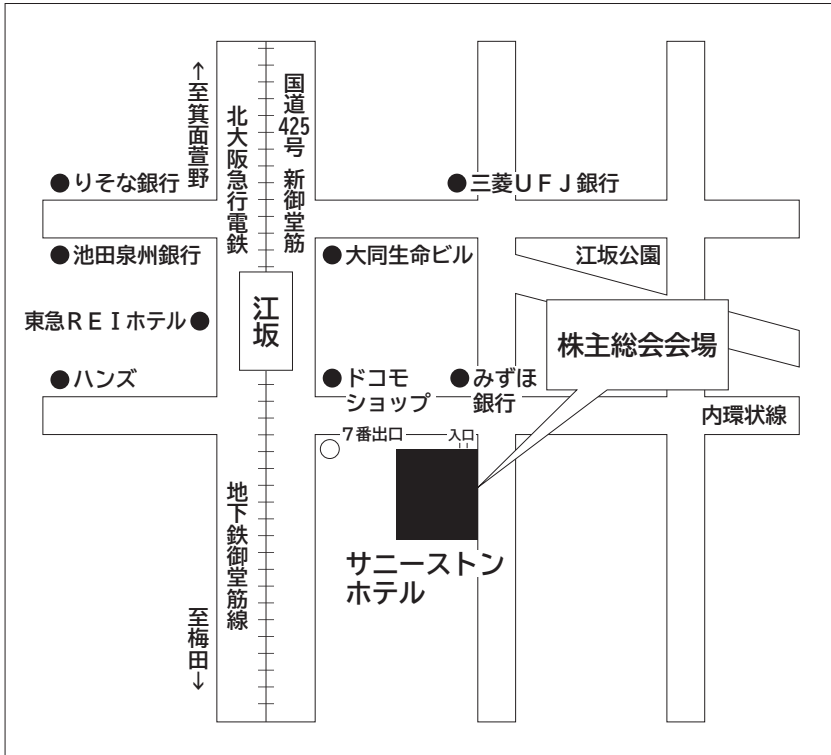 ↑至箕面萱野
北大阪急行電鉄
国道425号 新御堂筋
りそな銀行
三菱UFJ銀行
池田泉州銀行
大同生命ビル
江坂公園
東急REIホテル
江坂
株主総会会場
ハンズ
ドコモ
ショップ
みずほ
銀行
内環状線
7番出口
入口
地下鉄御堂筋線
サニーストン
ホテル
至梅田↓